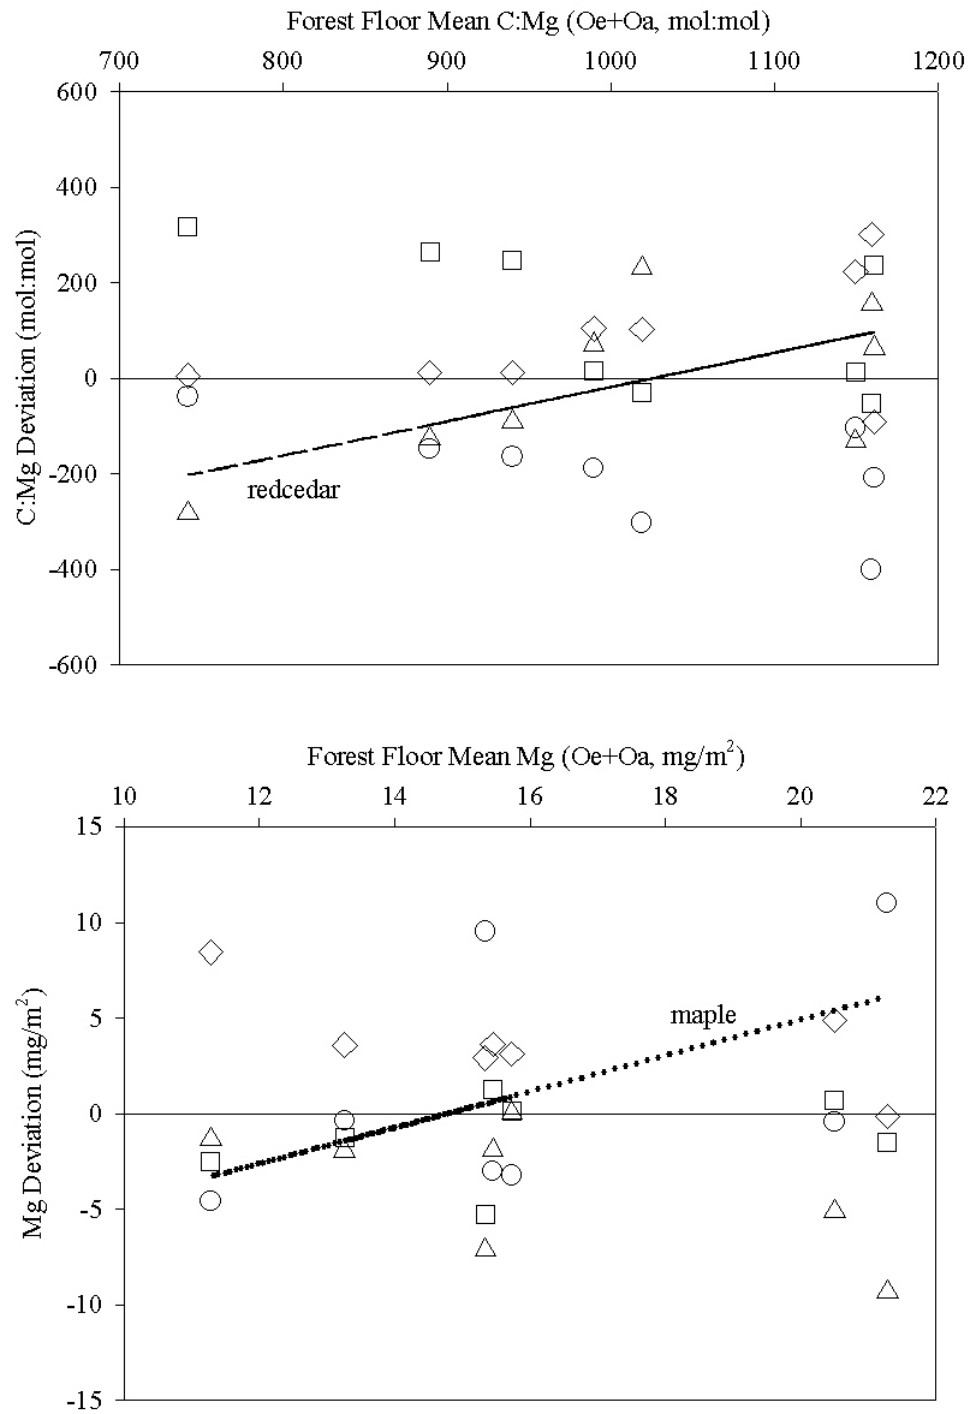 Forest Floor Mean C:Mg (Oe+Oa, mol:mol)
700 800 900 1000 1100 1200
600
400
200
0
-200
-400
-600
C:Mg Deviation (mol:mol)
redcedar
Forest Floor Mean Mg (Oe+Oa, mg/m²)
10 12 14 16 18 20 22
15
10
5
0
-5
-10
-15
Mg Deviation (mg/m²)
maple